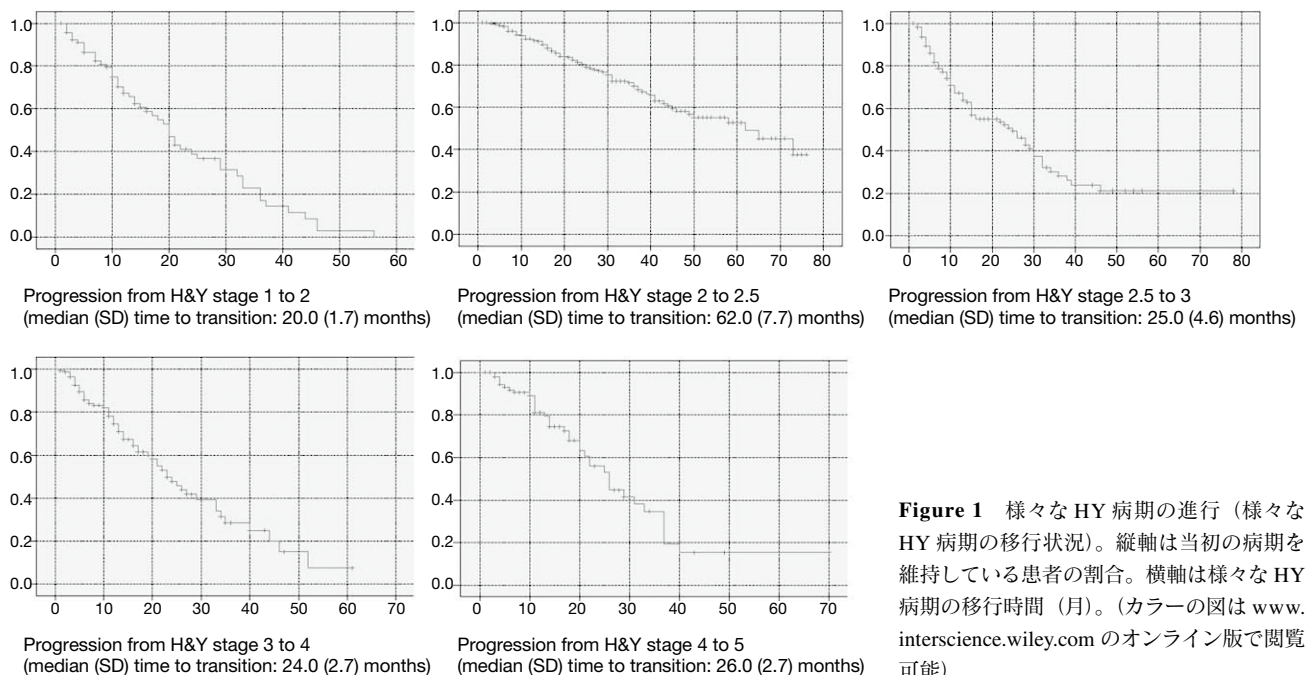 1.0
0.8
0.6
0.4
0.2
0.0
0 10 20 30 40 50 60
Progression from H&Y stage 1 to 2
(median (SD) time to transition: 20.0 (1.7) months)
1.0
0.8
0.6
0.4
0.2
0.0
0 10 20 30 40 50 60 70 80
Progression from H&Y stage 2 to 2.5
(median (SD) time to transition: 62.0 (7.7) months)
1.0
0.8
0.6
0.4
0.2
0.0
0 10 20 30 40 50 60 70 80
Progression from H&Y stage 2.5 to 3
(median (SD) time to transition: 25.0 (4.6) months)
1.0
0.8
0.6
0.4
0.2
0.0
0 10 20 30 40 50 60 70
Progression from H&Y stage 3 to 4
(median (SD) time to transition: 24.0 (2.7) months)
1.0
0.8
0.6
0.4
0.2
0.0
0 10 20 30 40 50 60 70
Progression from H&Y stage 4 to 5
(median (SD) time to transition: 26.0 (2.7) months)
Figure 1 様々な HY 病期の進行（様々な
HY 病期の移行状況）。縦軸は当初の病期を
維持している患者の割合。横軸は様々な HY
病期の移行時間（月）。（カラーの図は www.
interscience.wiley.com のオンライン版で閲覧
可能）